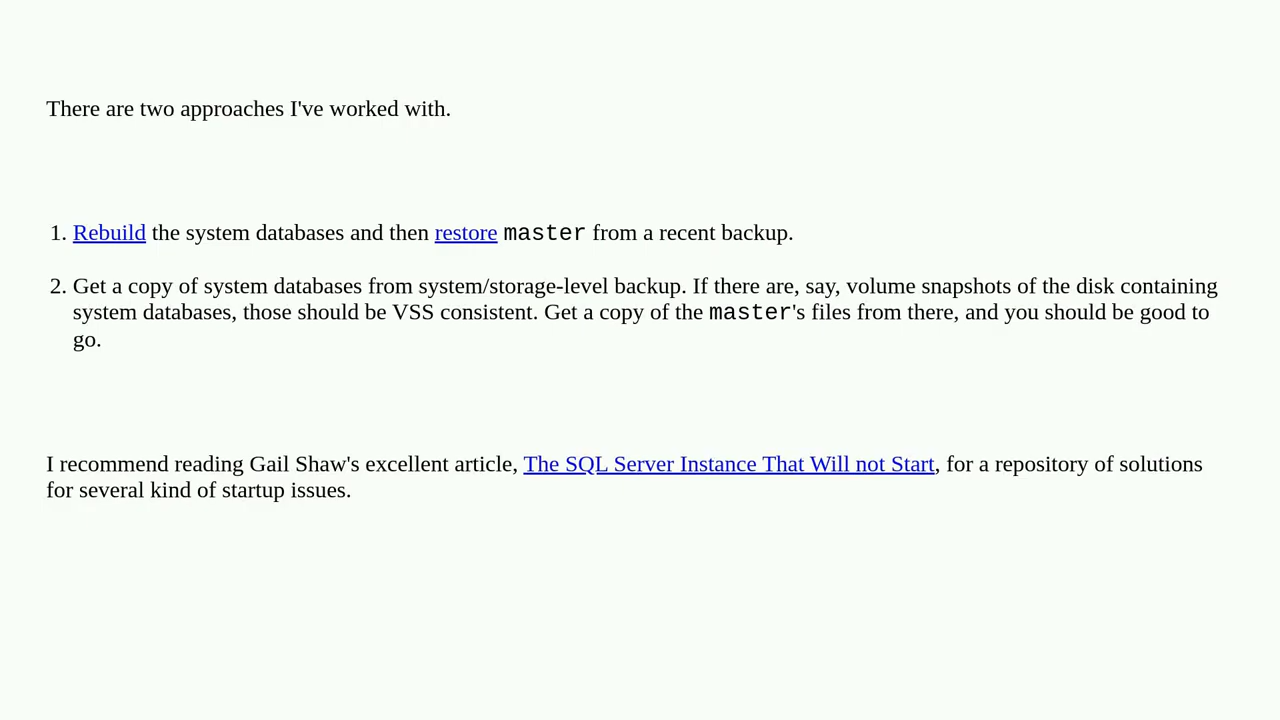 There are two approaches I've worked with.
1. Rebuild the system databases and then restore master from a recent backup.
2. Get a copy of system databases from system/storage-level backup. If there are, say, volume snapshots of the disk containing
system databases, those should be VSS consistent. Get a copy of the master's files from there, and you should be good to
go.
I recommend reading Gail Shaw's excellent article, The SQL Server Instance That Will not Start, for a repository of solutions
for several kind of startup issues.